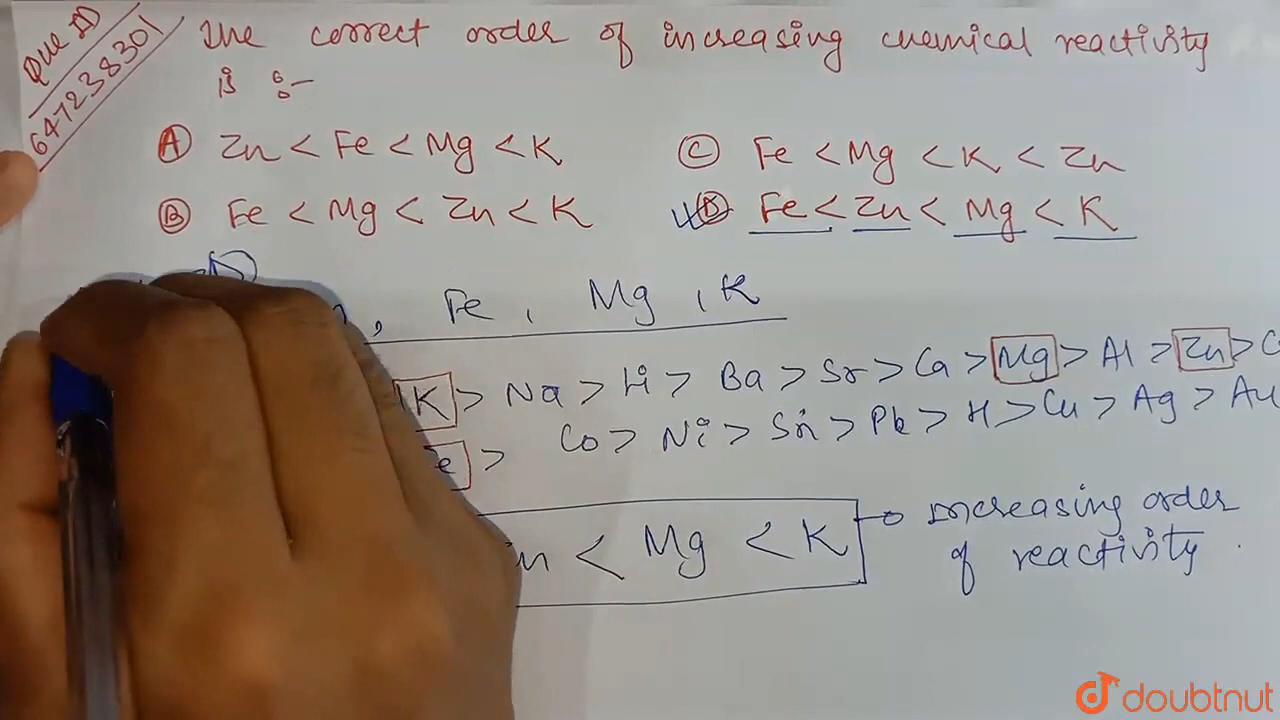 Que ID
647238301
The correct order of increasing chemical reactivity
is :-
(A) Zn < Fe < Mg < K
(C) Fe < Mg < K < Zn
(B) Fe < Mg < Zn < K
(D) Fe < Zn < Mg < K
, Fe , Mg , K
K > Na > Li > Ba > Sr > Ca > Mg > Al > Zn > C
e > Co > Ni > Sn > Pb > H > Cu > Ag > Au
n < Mg < K → increasing order
of reactivity.
doubtnut